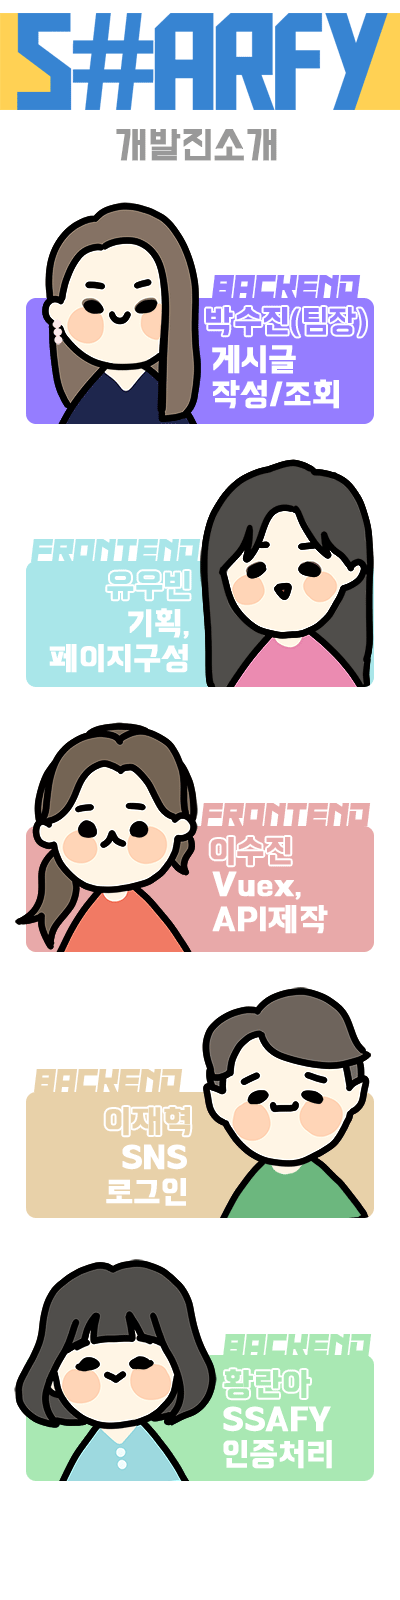 S#ARFY
개발진소개
BACKEND
박수진(팀장)
게시글
작성/조회
FRONTEND
유우빈
기획,
페이지구성
FRONTEND
이수진
Vuex,
API제작
BACKEND
이재혁
SNS
로그인
BACKEND
황란아
SSAFY
인증처리